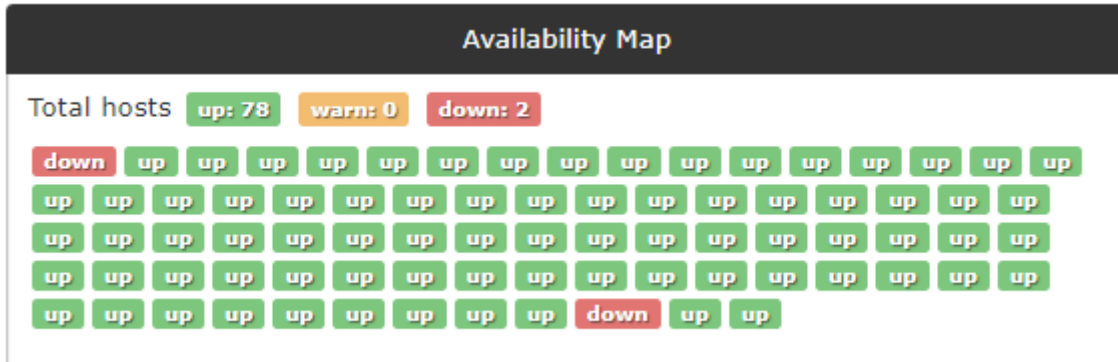 Availability Map
Total hosts up: 78 warn: 0 down: 2
down up up up up up up up up up up up up up up up up
up up up up up up up up up up up up up up up up up
up up up up up up up up up up up up up up up up up
up up up up up up up up up up up up up up up up up
up up up up up up up up up down up up